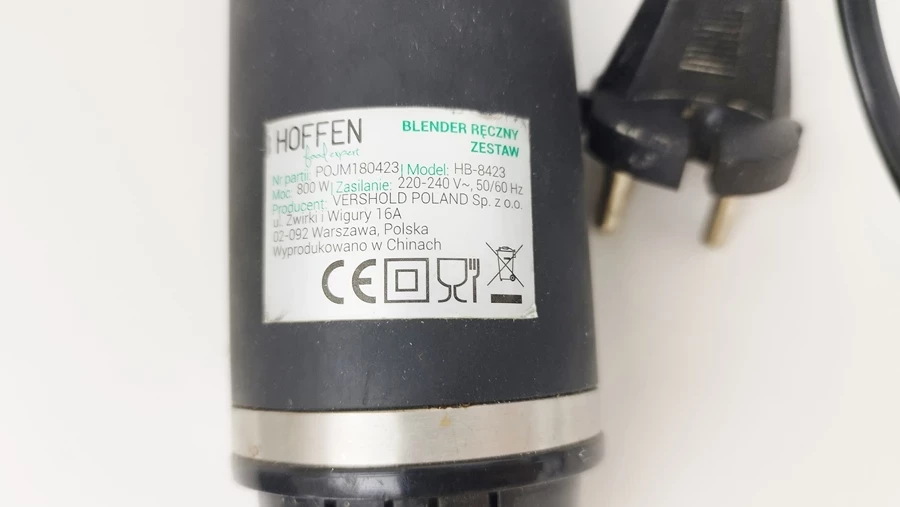 HOFFEN
food expert
BLENDER RĘCZNY
ZESTAW
Nr partii: POJM180423 | Model: HB-8423
Moc: 800 W | Zasilanie: 220-240 V~, 50/60 Hz
Producent: VERSHOLD POLAND Sp. z o.o.
ul. Żwirki i Wigury 16A
02-092 Warszawa, Polska
Wyprodukowano w Chinach
CE